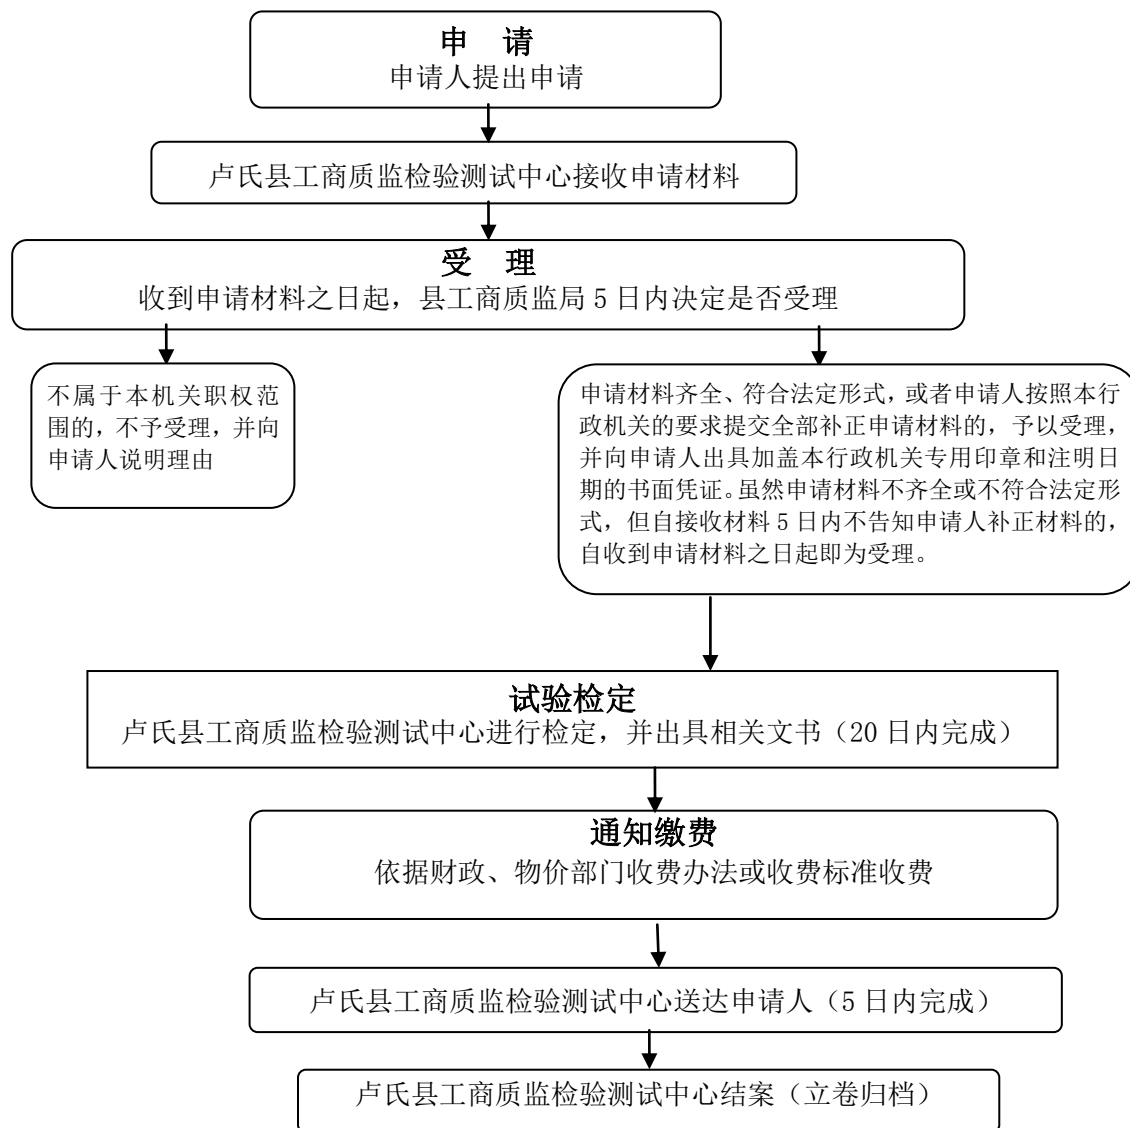 申 请
申请人提出申请
卢氏县工商质监检验测试中心接收申请材料
受 理
收到申请材料之日起，县工商质监局 5 日内决定是否受理
不属于本机关职权范
围的，不予受理，并向
申请人说明理由
申请材料齐全、符合法定形式，或者申请人按照本行
政机关的要求提交全部补正申请材料的，予以受理，
并向申请人出具加盖本行政机关专用印章和注明日
期的书面凭证。虽然申请材料不齐全或不符合法定形
式，但自接收材料 5 日内不告知申请人补正材料的，
自收到申请材料之日起即为受理。
试验检定
卢氏县工商质监检验测试中心进行检定，并出具相关文书（20 日内完成）
通知缴费
依据财政、物价部门收费办法或收费标准收费
卢氏县工商质监检验测试中心送达申请人（5 日内完成）
卢氏县工商质监检验测试中心结案（立卷归档）